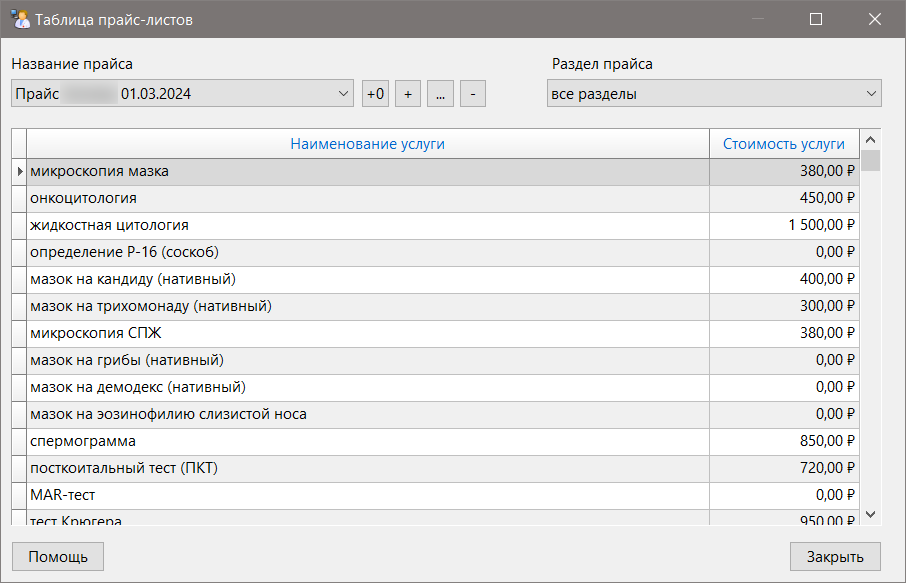 Таблица прайс-листов
Название прайса
Раздел прайса
Прайс 01.03.2024
+0 + ... -
все разделы
Наименование услуги Стоимость услуги
микроскопия мазка 380,00 ₽
онкоцитология 450,00 ₽
жидкостная цитология 1 500,00 ₽
определение Р-16 (соскоб) 0,00 ₽
мазок на кандиду (нативный) 400,00 ₽
мазок на трихомонаду (нативный) 300,00 ₽
микроскопия СПЖ 380,00 ₽
мазок на грибы (нативный) 0,00 ₽
мазок на демодекс (нативный) 0,00 ₽
мазок на эозинофилию слизистой носа 0,00 ₽
спермограмма 850,00 ₽
посткоитальный тест (ПКТ) 720,00 ₽
MAR-тест 0,00 ₽
тест Крюгера 950,00 ₽
Помощь Закрыть